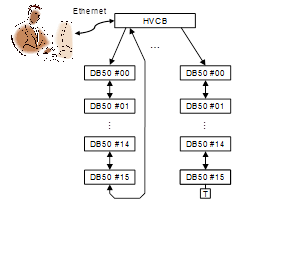 Ethernet
HVCB
...
DB50 #00
DB50 #00
DB50 #01
DB50 #01
...
...
DB50 #14
DB50 #14
DB50 #15
DB50 #15
T